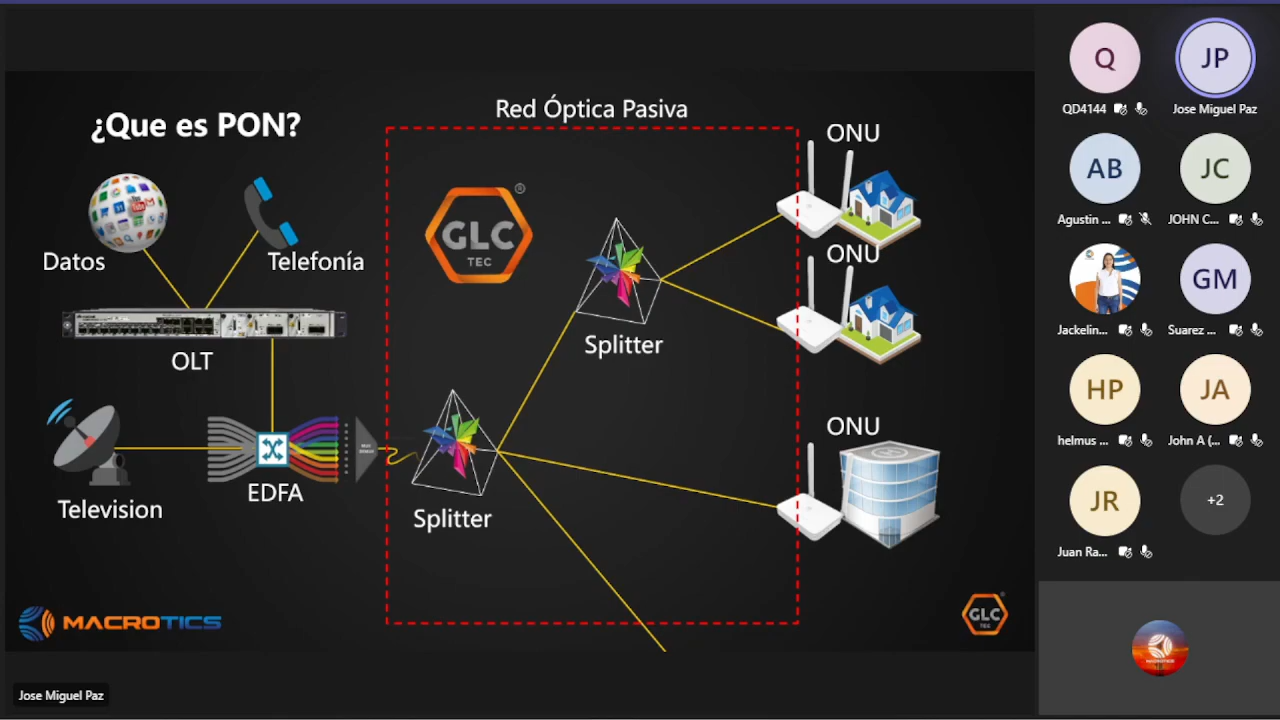 ¿Que es PON?
Red Óptica Pasiva
Datos
Telefonía
OLT
Television
EDFA
GLC
TEC
®
Splitter
Splitter
ONU
ONU
ONU
MACROTICS
GLC
TEC
Jose Miguel Paz
Q
QD4144
JP
Jose Miguel Paz
AB
Agustin ...
JC
JOHN C...
Jackelin...
GM
Suarez ...
HP
helmus ...
JA
John A (...
JR
Juan Ra...
+2
MACROTICS